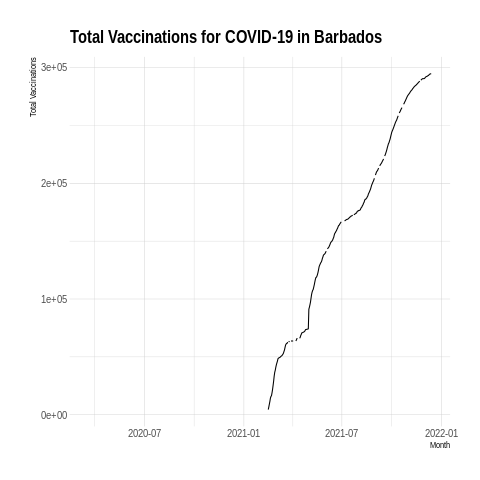 Total Vaccinations for COVID-19 in Barbados
Total Vaccinations
3e+05
2e+05
1e+05
0e+00
2020-07 2021-01 2021-07 2022-01
Month